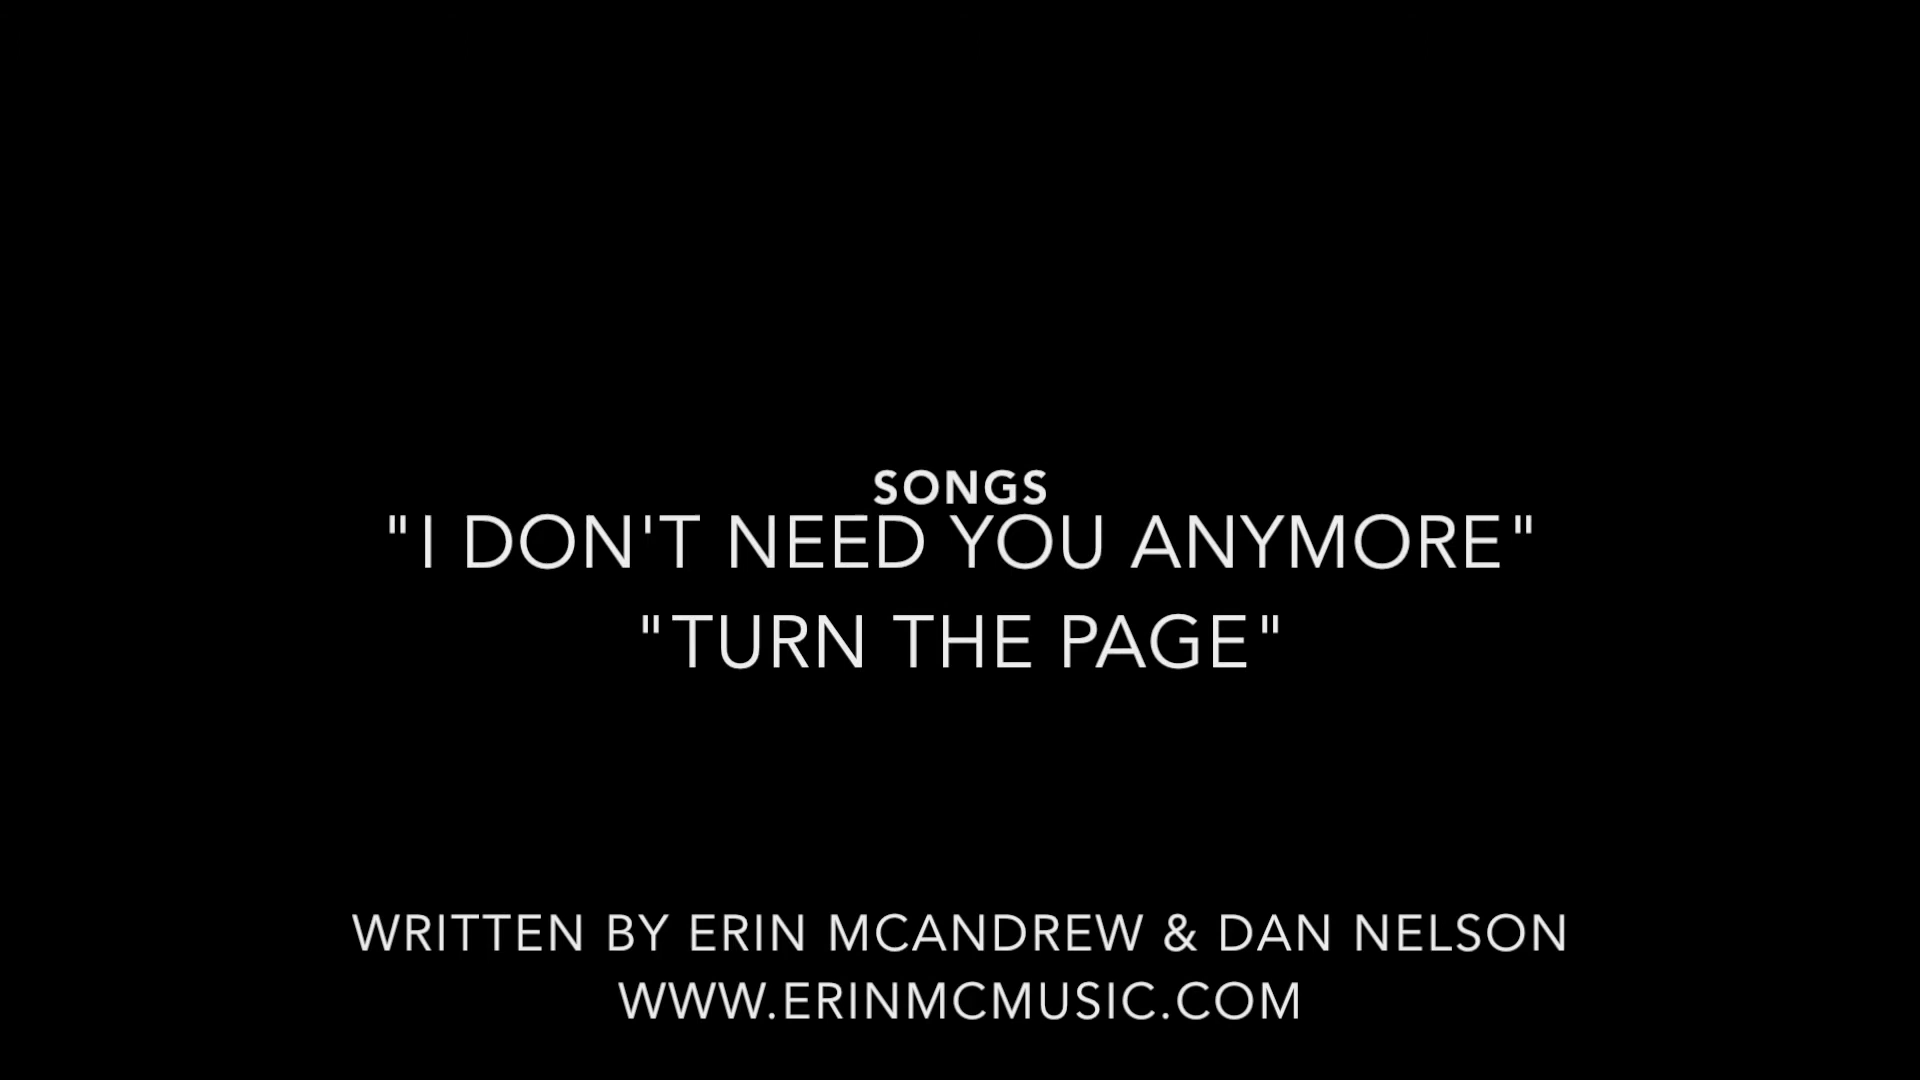 SONGS
"I DON'T NEED YOU ANYMORE"
"TURN THE PAGE"
WRITTEN BY ERIN MCANDREW & DAN NELSON
WWW.ERINMCMUSIC.COM